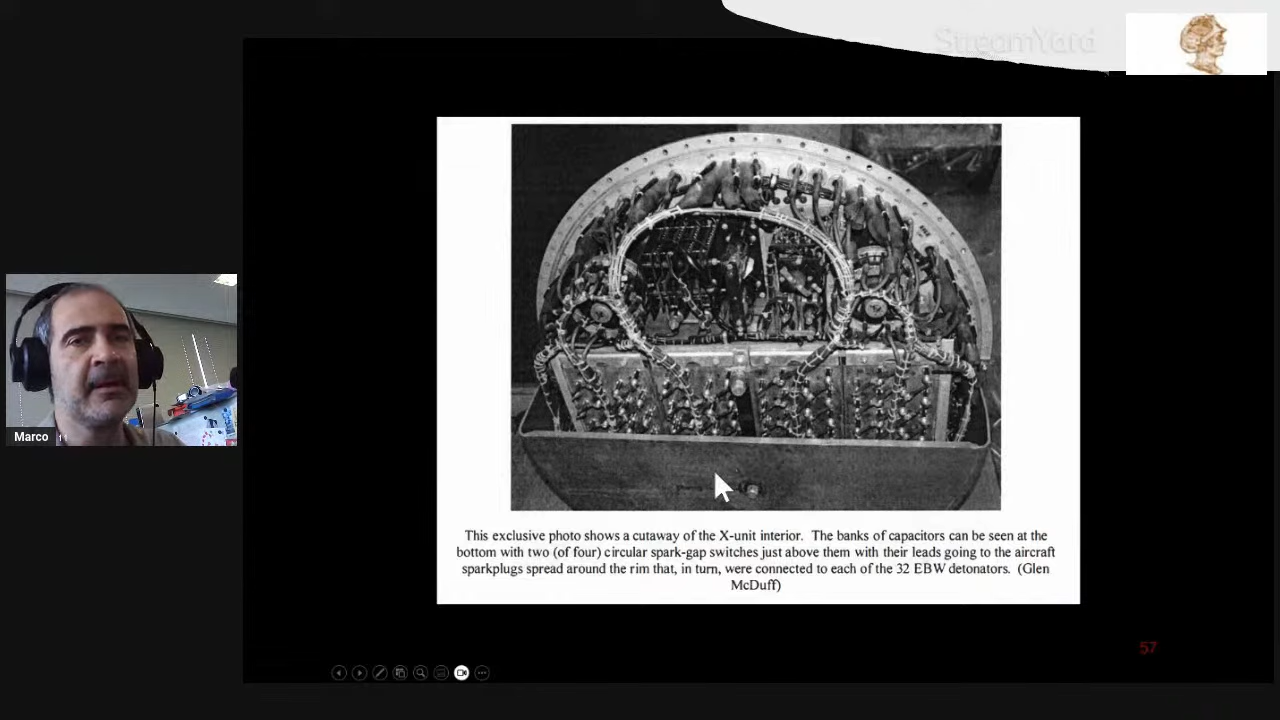 StreamYard
This exclusive photo shows a cutaway of the X-unit interior. The banks of capacitors can be seen at the
bottom with two (of four) circular spark-gap switches just above them with their leads going to the aircraft
sparkplugs spread around the rim that, in turn, were connected to each of the 32 EBW detonators. (Glen
McDuff)
Marco
57